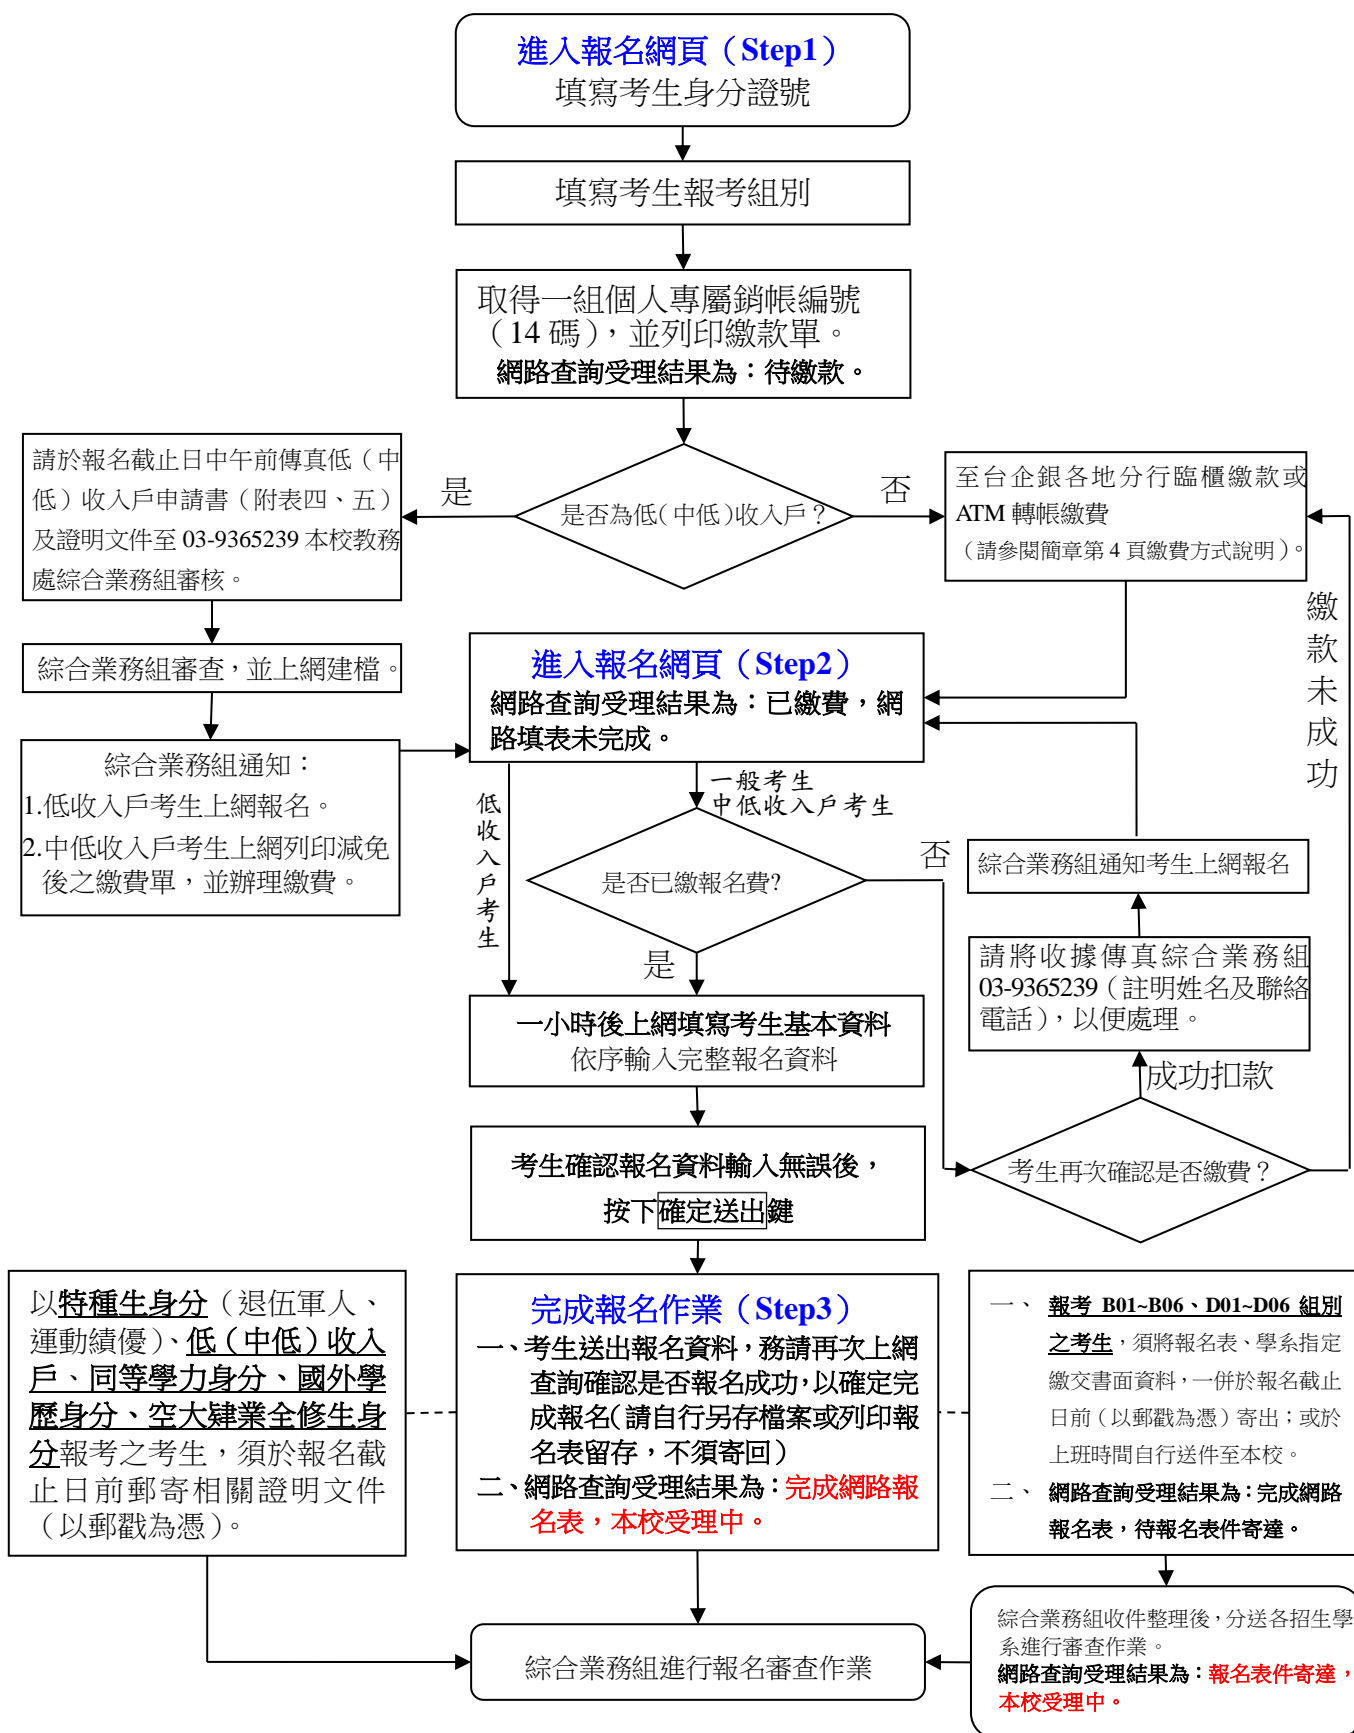 進入報名網頁（Step1）
填寫考生身分證號
填寫考生報考組別
取得一組個人專屬銷帳編號
（14 碼），並列印繳款單。
網路查詢受理結果為：待繳款。
是否為低（中低）收入戶？
是
否
請於報名截止日中午前傳真低（中
低）收入戶申請書（附表四、五）
及證明文件至 03-9365239 本校教務
處綜合業務組審核。
至台企銀各地分行臨櫃繳款或
ATM 轉帳繳費
（請參閱簡章第 4 頁繳費方式說明）。
綜合業務組審查，並上網建檔。
綜合業務組通知：
1.低收入戶考生上網報名。
2.中低收入戶考生上網列印減免
後之繳費單，並辦理繳費。
進入報名網頁（Step2）
網路查詢受理結果為：已繳費，網
路填表未完成。
繳款未成功
低收入戶考生
一般考生
中低收入戶考生
是否已繳報名費?
否
是
綜合業務組通知考生上網報名
請將收據傳真綜合業務組
03-9365239（註明姓名及聯絡
電話），以便處理。
成功扣款
考生再次確認是否繳費？
一小時後上網填寫考生基本資料
依序輸入完整報名資料
考生確認報名資料輸入無誤後，
按下確定送出鍵
以特種生身分（退伍軍人、
運動績優）、低（中低）收入
戶、同等學力身分、國外學
歷身分、空大肄業全修生身
分報考之考生，須於報名截
止日前郵寄相關證明文件
（以郵戳為憑）。
完成報名作業（Step3）
一、考生送出報名資料，務請再次上網
查詢確認是否報名成功，以確定完
成報名（請自行另存檔案或列印報
名表留存，不須寄回）
二、網路查詢受理結果為：完成網路報
名表，本校受理中。
一、 報考 B01~B06、D01~D06 組別
之考生，須將報名表、學系指定
繳交書面資料，一併於報名截止
日前（以郵戳為憑）寄出；或於
上班時間自行送件至本校。
二、 網路查詢受理結果為：完成網路
報名表，待報名表件寄達。
綜合業務組進行報名審查作業
綜合業務組收件整理後，分送各招生學
系進行審查作業。
網路查詢受理結果為：報名表件寄達，
本校受理中。